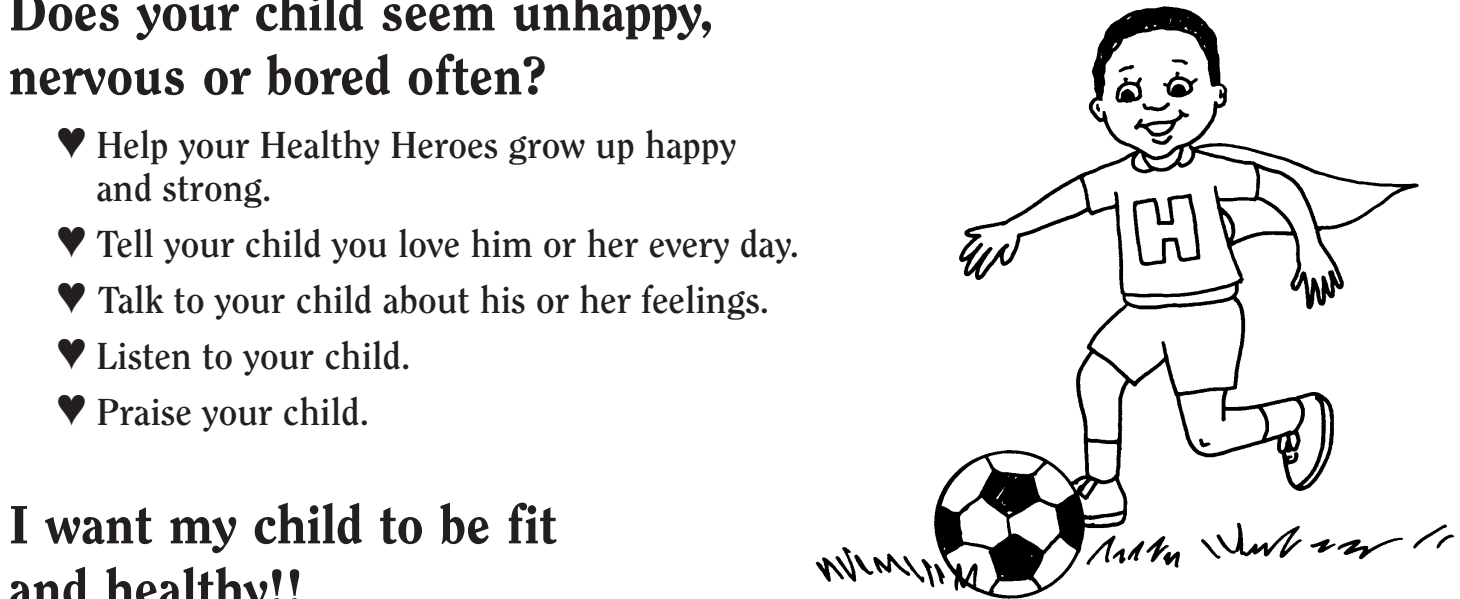 Does your child seem unhappy,
nervous or bored often?
♥ Help your Healthy Heroes grow up happy
and strong.
♥ Tell your child you love him or her every day.
♥ Talk to your child about his or her feelings.
♥ Listen to your child.
♥ Praise your child.
H
I want my child to be fit
and healthy!!